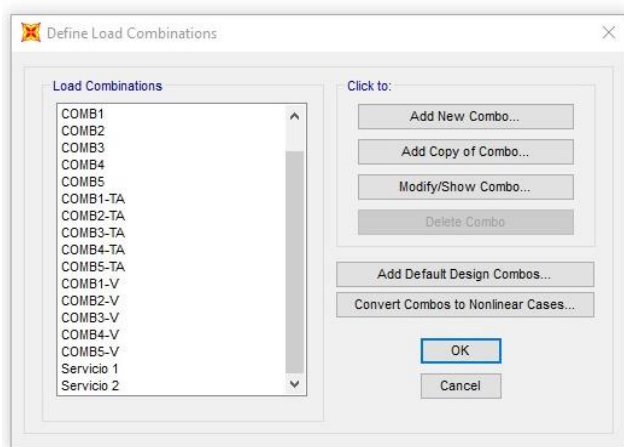 Define Load Combinations
Load Combinations
COMB1
COMB2
COMB3
COMB4
COMB5
COMB1-TA
COMB2-TA
COMB3-TA
COMB4-TA
COMB5-TA
COMB1-V
COMB2-V
COMB3-V
COMB4-V
COMB5-V
Servicio 1
Servicio 2
Click to:
Add New Combo...
Add Copy of Combo...
Modify/Show Combo...
Delete Combo
Add Default Design Combos...
Convert Combos to Nonlinear Cases...
OK
Cancel